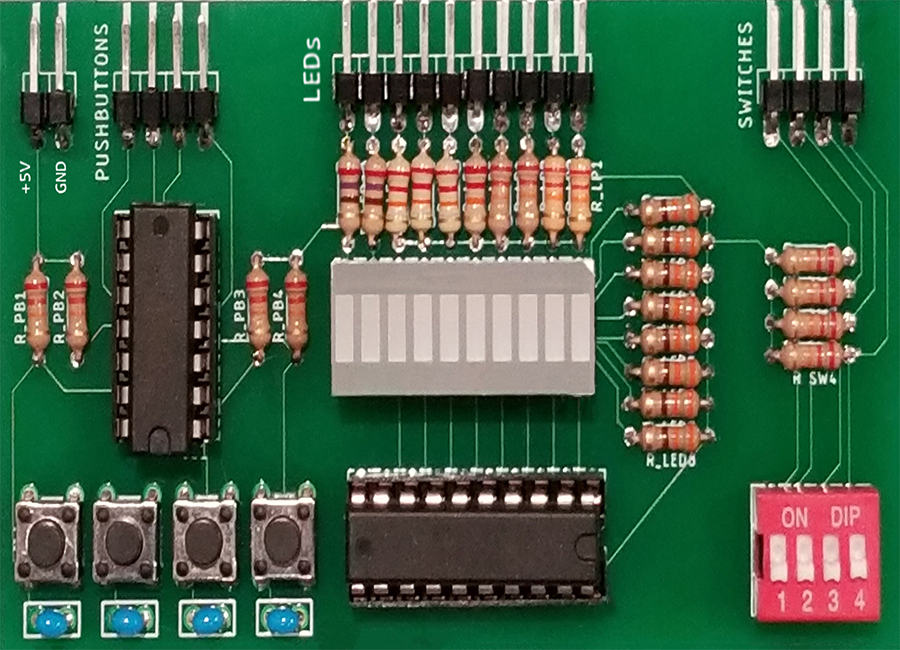 PUSHBUTTONS
LEDs
SWITCHES
+5V
GND
R_LP1
R_PB1
R_PB2
R_PB3
R_PB4
R_SW4
R_LED8
ON DIP
1 2 3 4